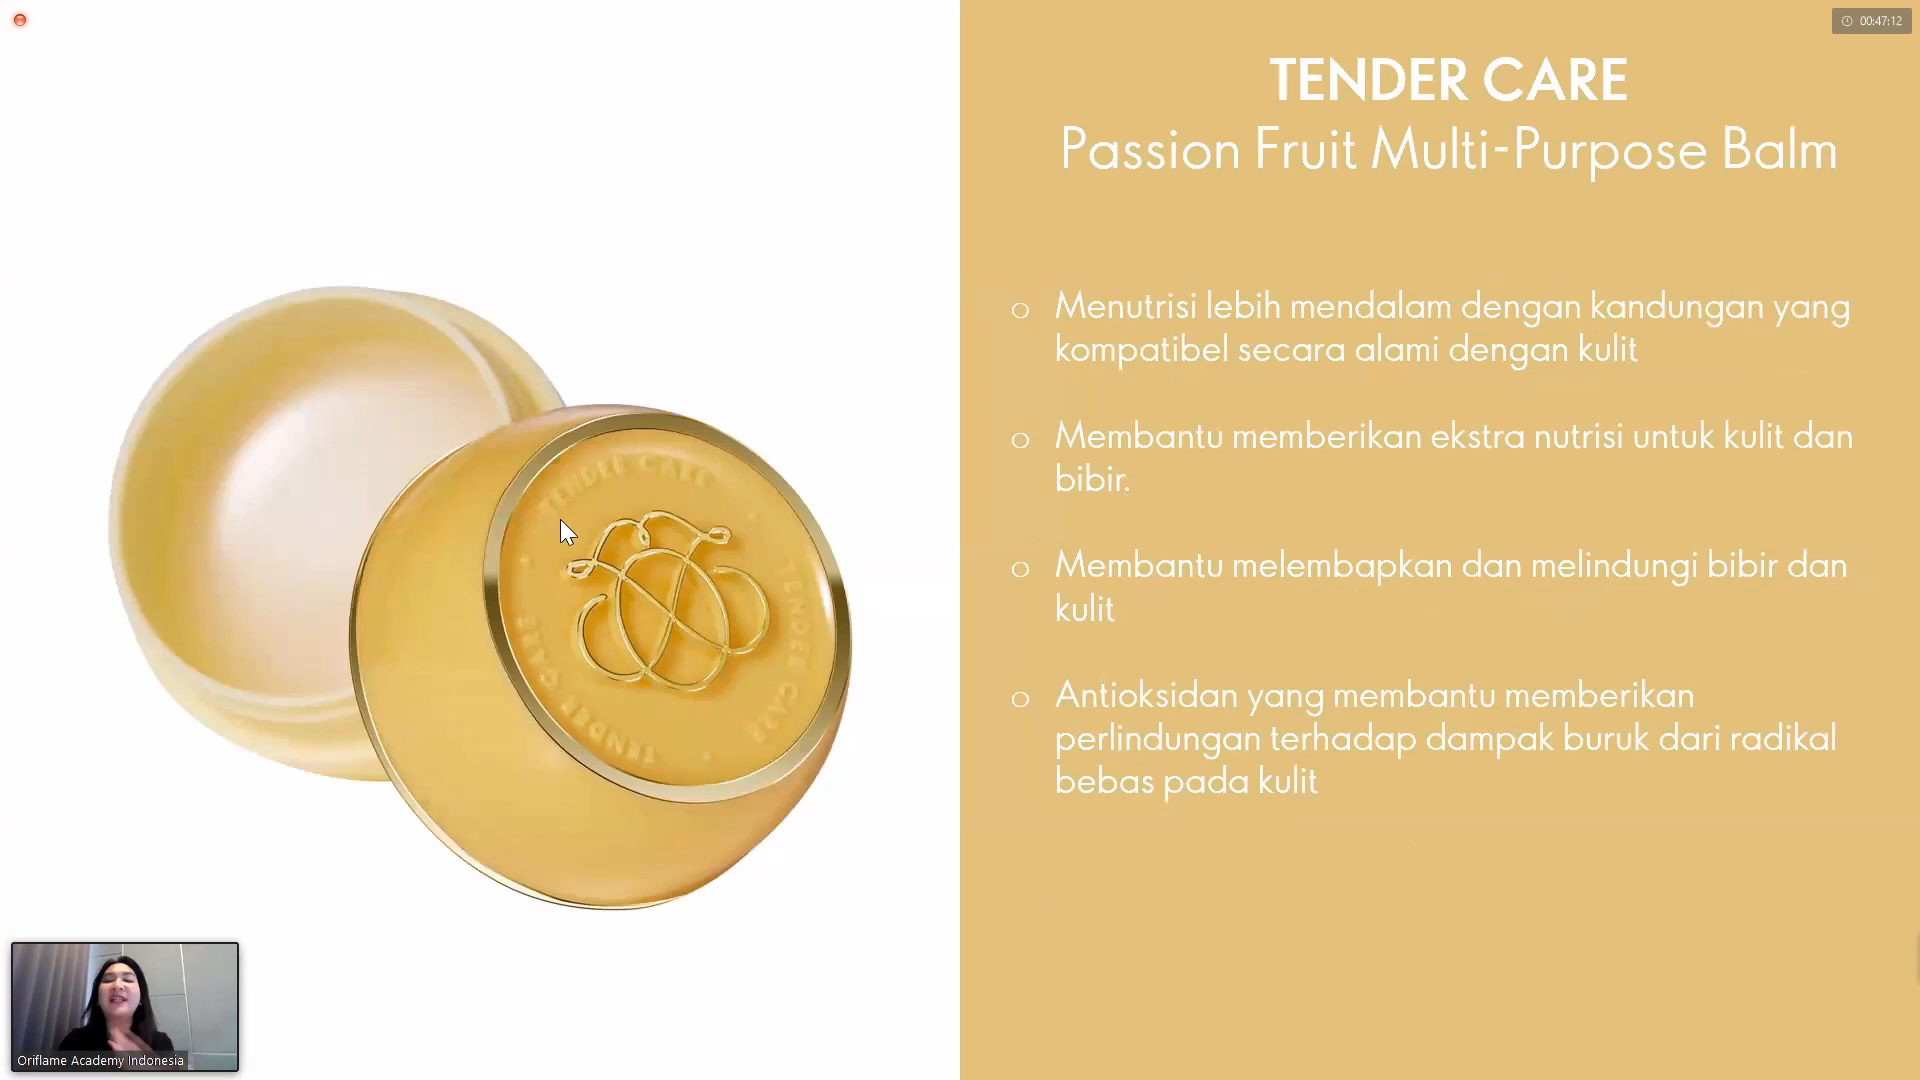 00:47:12
TENDER CARE
Passion Fruit Multi-Purpose Balm
o Menutrisi lebih mendalam dengan kandungan yang
kompatibel secara alami dengan kulit
o Membantu memberikan ekstra nutrisi untuk kulit dan
bibir.
o Membantu melembapkan dan melindungi bibir dan
kulit
o Antioksidan yang membantu memberikan
perlindungan terhadap dampak buruk dari radikal
bebas pada kulit
TENDER CARE
TENDER CARE
TENDER CARE
Oriflame Academy Indonesia